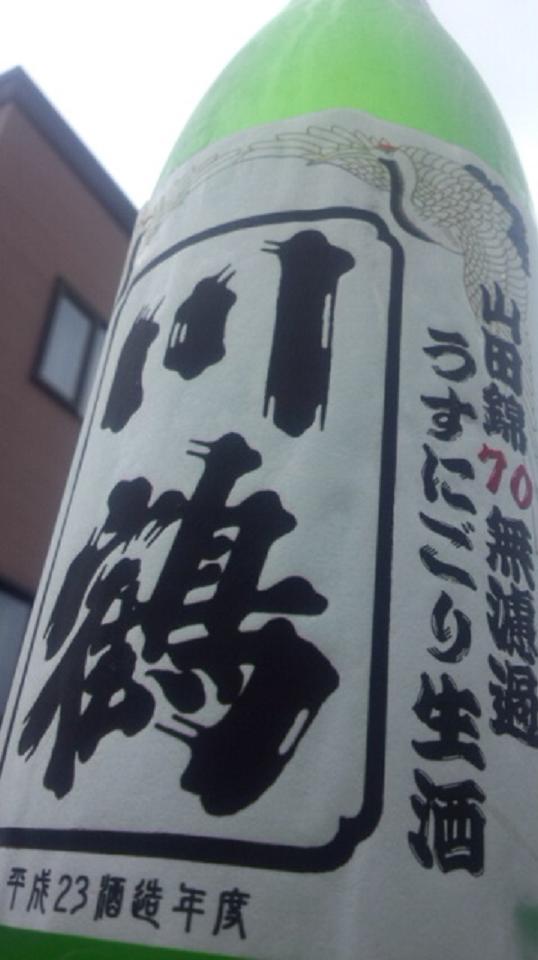 山田錦70無濾過
うすにごり生酒
川鶴
平成23酒造年度